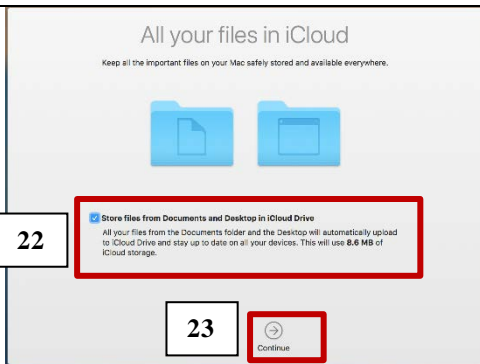 All your files in iCloud
Keep all the important files on your Mac safely stored and available everywhere.
Store files from Documents and Desktop in iCloud Drive
All your files from the Documents folder and the Desktop will automatically upload
to iCloud Drive and stay up to date on all your devices. This will use 8.6 MB of
iCloud storage.
22
23
Continue